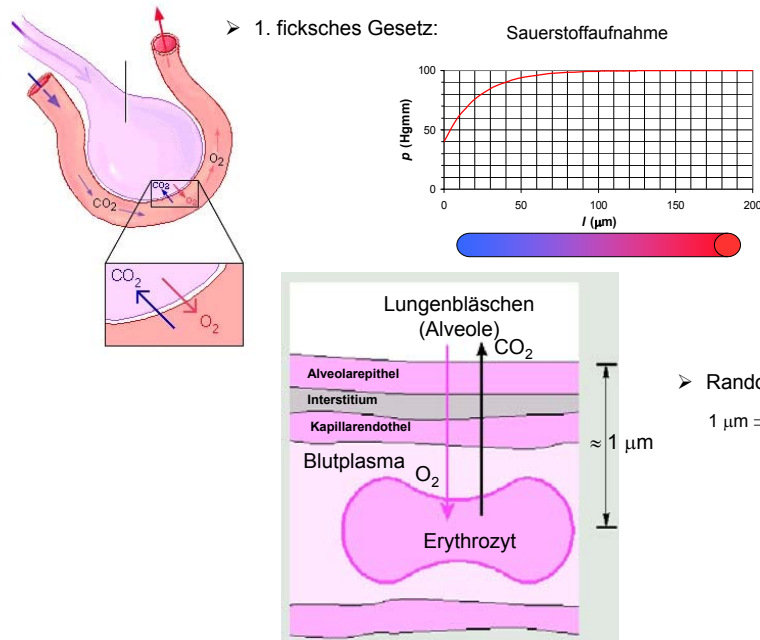 ➢ 1. ficksches Gesetz:
Sauerstoffaufnahme
p (Hgmm)
100
50
0
0 50 100 150 200
l (μm)
CO₂
O₂
CO₂
O₂
CO₂
O₂
Lungenbläschen
(Alveole)
CO₂
Alveolarepithel
Interstitium
Kapillarendothel
Blutplasma
O₂
Erythrozyt
≈ 1 μm
➢ Rando
1 μm =